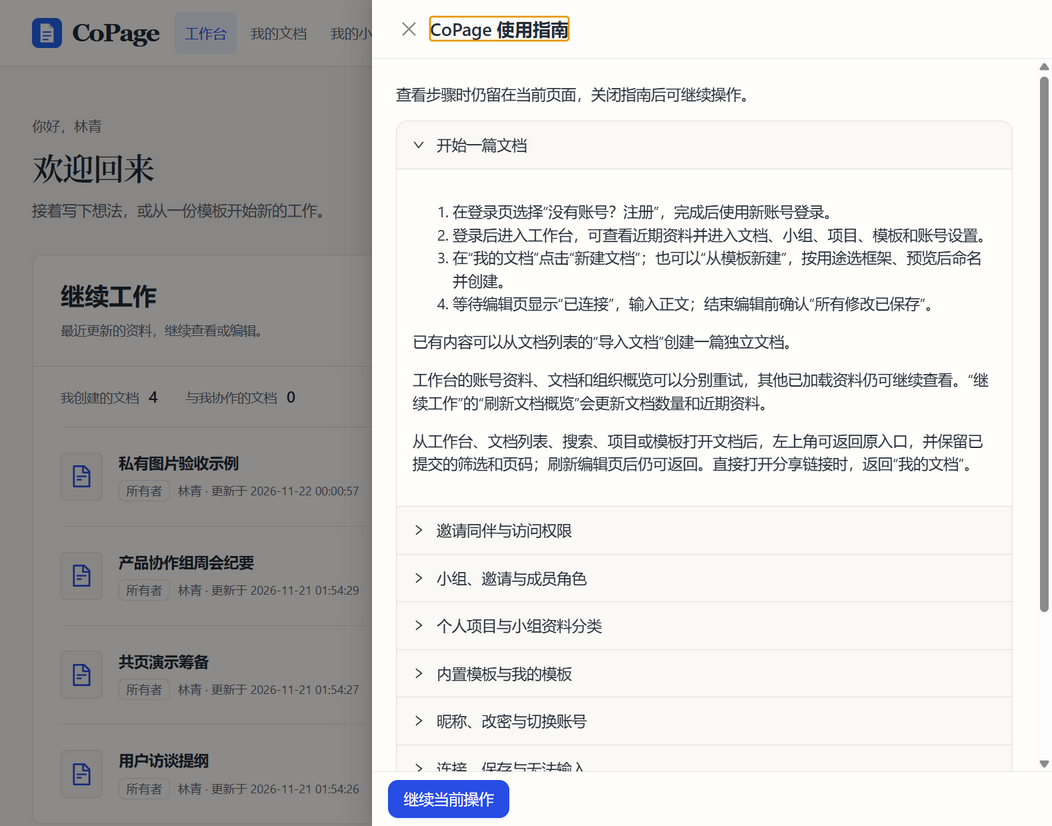 CoPage
工作台
我的文档
我的小
你好，林青
欢迎回来
接着写下想法，或从一份模板开始新的工作。
继续工作
最近更新的资料，继续查看或编辑。
我创建的文档 4
与我协作的文档 0
私有图片验收示例
所有者 林青 · 更新于 2026-11-22 00:00:57
产品协作组周会纪要
所有者 林青 · 更新于 2026-11-21 01:54:29
共页演示筹备
所有者 林青 · 更新于 2026-11-21 01:54:27
用户访谈提纲
所有者 林青 · 更新于 2026-11-21 01:54:26
CoPage 使用指南
查看步骤时仍留在当前页面，关闭指南后可继续操作。
开始一篇文档
1. 在登录页选择“没有账号？注册”，完成后使用新账号登录。
2. 登录后进入工作台，可查看近期资料并进入文档、小组、项目、模板和账号设置。
3. 在“我的文档”点击“新建文档”；也可以“从模板新建”，按用途选框架、预览后命名
并创建。
4. 等待编辑页显示“已连接”，输入正文；结束编辑前确认“所有修改已保存”。
已有内容可以从文档列表的“导入文档”创建一篇独立文档。
工作台的账号资料、文档和组织概览可以分别重试，其他已加载资料仍可继续查看。“继
续工作”的“刷新文档概览”会更新文档数量和近期资料。
从工作台、文档列表、搜索、项目或模板打开文档后，左上角可返回原入口，并保留已
提交的筛选和页码；刷新编辑页后仍可返回。直接打开分享链接时，返回“我的文档”。
邀请同伴与访问权限
小组、邀请与成员角色
个人项目与小组资料分类
内置模板与我的模板
昵称、改密与切换账号
连接、保存与无法输入
继续当前操作